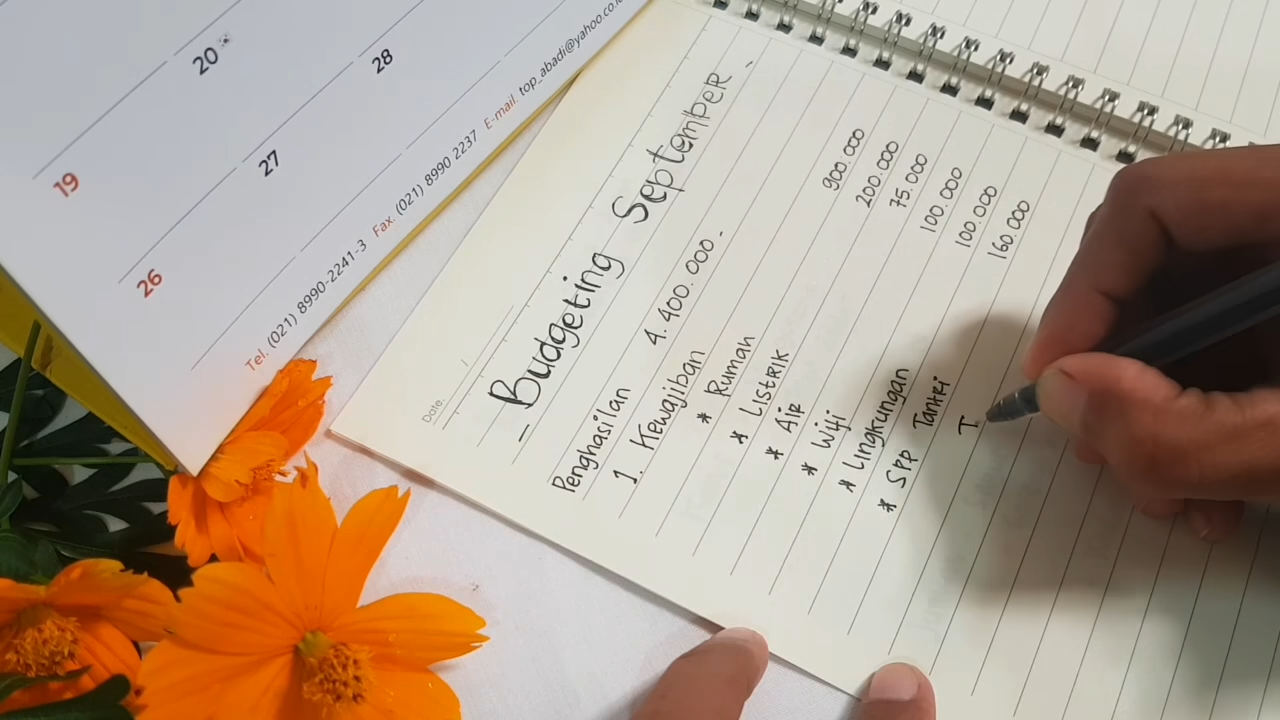 20
28
19
27
26
Tel. (021) 8990-2241-3 Fax. (021) 8990 2237 E-mail. top_abadi@yahoo.co.i
Date.
- Budgeting September -
Penghasilan 4.400.000-
1. Kewajiban
* Rumah 900.000
* Listrik 200.000
* Air 75.000
* Wifi 100.000
* Lingkungan 100.000
* SPP Tantri 160.000
T